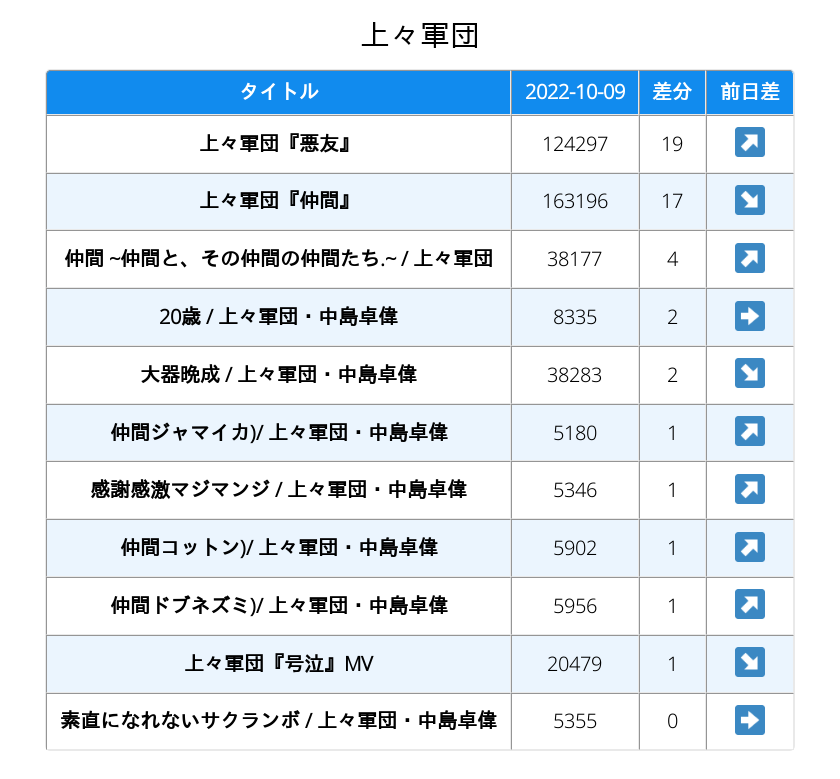 上々軍団
タイトル 2022-10-09 差分 前日差
上々軍団『悪友』 124297 19 ↗
上々軍団『仲間』 163196 17 ↘
仲間 ~仲間と、その仲間の仲間たち.~ / 上々軍団 38177 4 ↗
20歳 / 上々軍団・中島卓偉 8335 2 ➡
大器晩成 / 上々軍団・中島卓偉 38283 2 ↘
仲間ジャマイカ)/ 上々軍団・中島卓偉 5180 1 ↗
感謝感激マジマンジ / 上々軍団・中島卓偉 5346 1 ↗
仲間コットン)/ 上々軍団・中島卓偉 5902 1 ↗
仲間ドブネズミ)/ 上々軍団・中島卓偉 5956 1 ↗
上々軍団『号泣』MV 20479 1 ↘
素直になれないサクランボ / 上々軍団・中島卓偉 5355 0 ➡